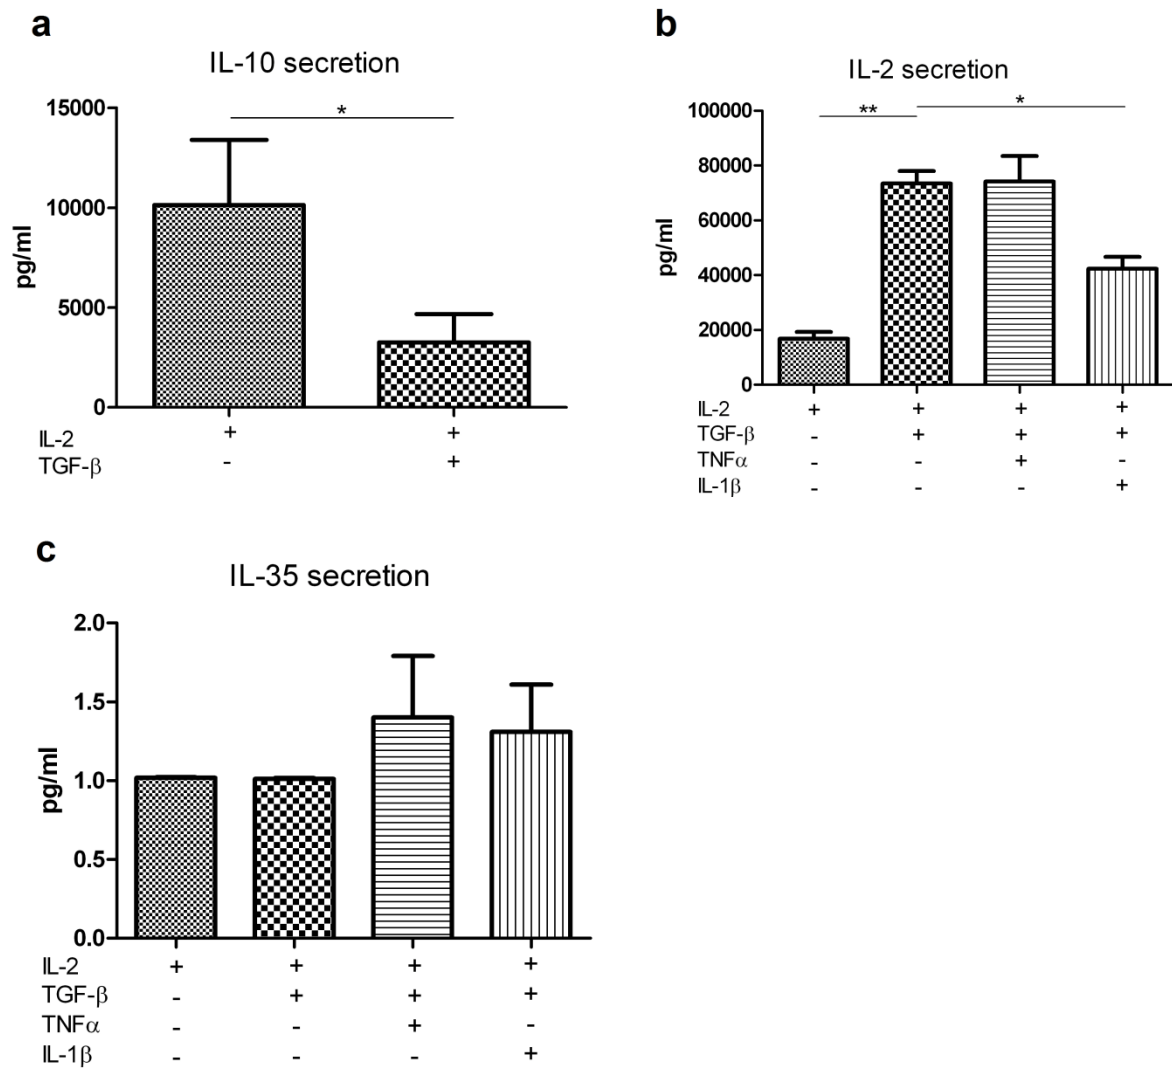 a
IL-10 secretion
15000
*
10000
pg/ml
5000
0
IL-2 + +
TGF-β - +
b
IL-2 secretion
100000
** *
80000
60000
pg/ml
40000
20000
0
IL-2 + + + +
TGF-β - + + +
TNFα - - + -
IL-1β - - - +
c
IL-35 secretion
2.0
1.5
pg/ml
1.0
0.5
0.0
IL-2 + + + +
TGF-β - + + +
TNFα - - + -
IL-1β - - - +